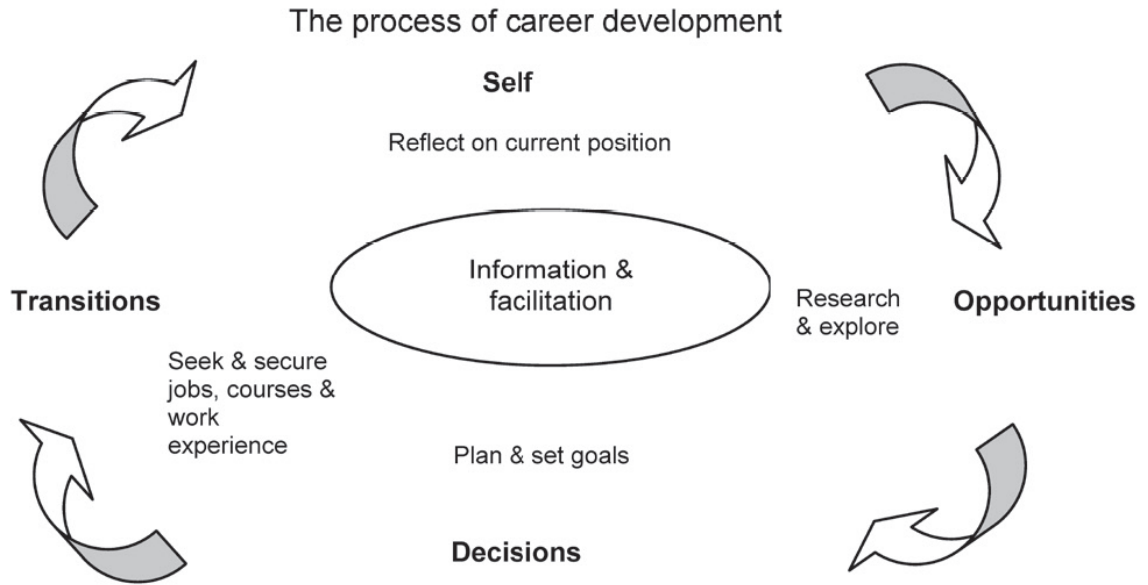 The process of career development
Self
Reflect on current position
Information &
facilitation
Research
& explore
Opportunities
Transitions
Seek & secure
jobs, courses &
work
experience
Plan & set goals
Decisions